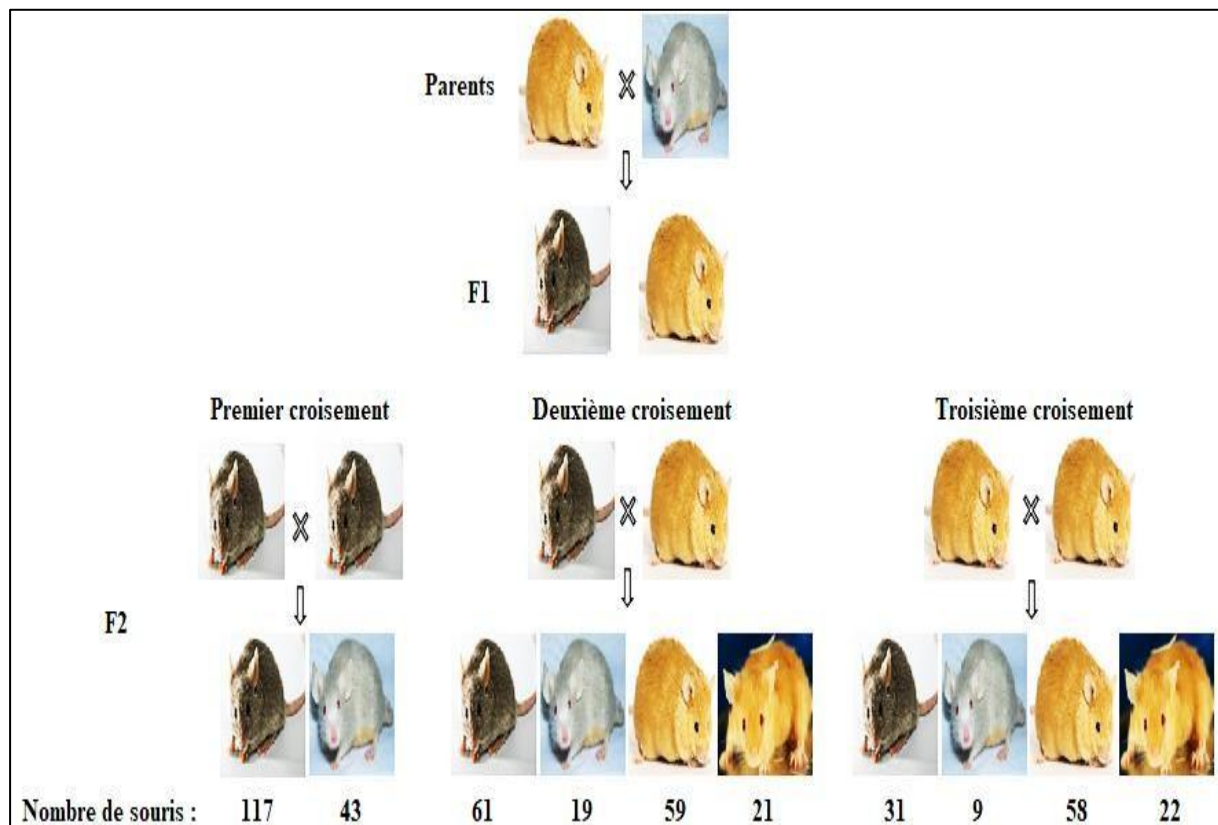 Parents
F1
Premier croisement Deuxième croisement Troisième croisement
F2
Nombre de souris : 117 43 61 19 59 21 31 9 58 22